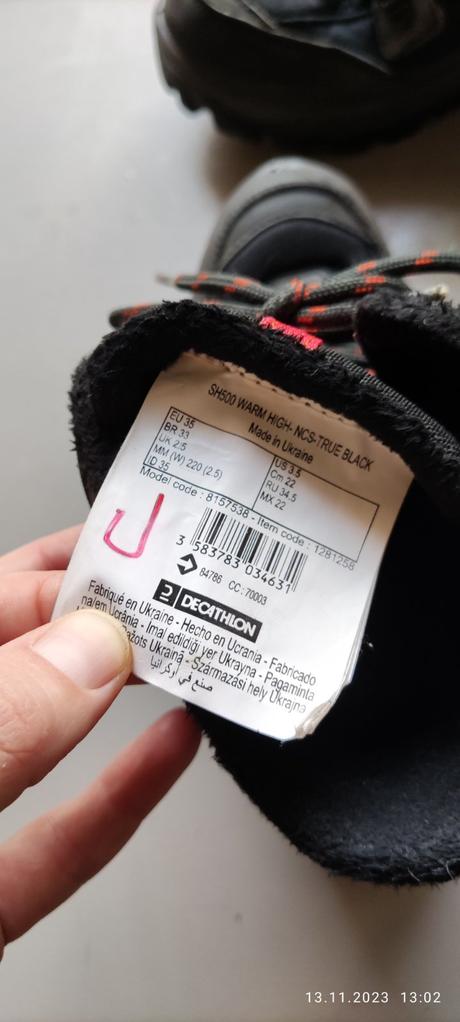 SH500 WARM HIGH- NCS-TRUE BLACK
Made in Ukraine
EU 35
BR 33
UK 2.5
MM (W) 220 (2.5)
ID 35
US 3.5
Cm 22
RU 34.5
MX 22
Model code : 8157538 - Item code : 1281258
3 583783 034631
84786 CC :70003
DECATHLON
Fabriqué en Ukraine - Hecho en Ucrania - Fabricado
na/em Ucrânia - Imal edildiği yer Ukrayna - Pagaminta
Ukrainā - Származási hely Ukrajna
صنع في أوكرانيا
13.11.2023 13:02